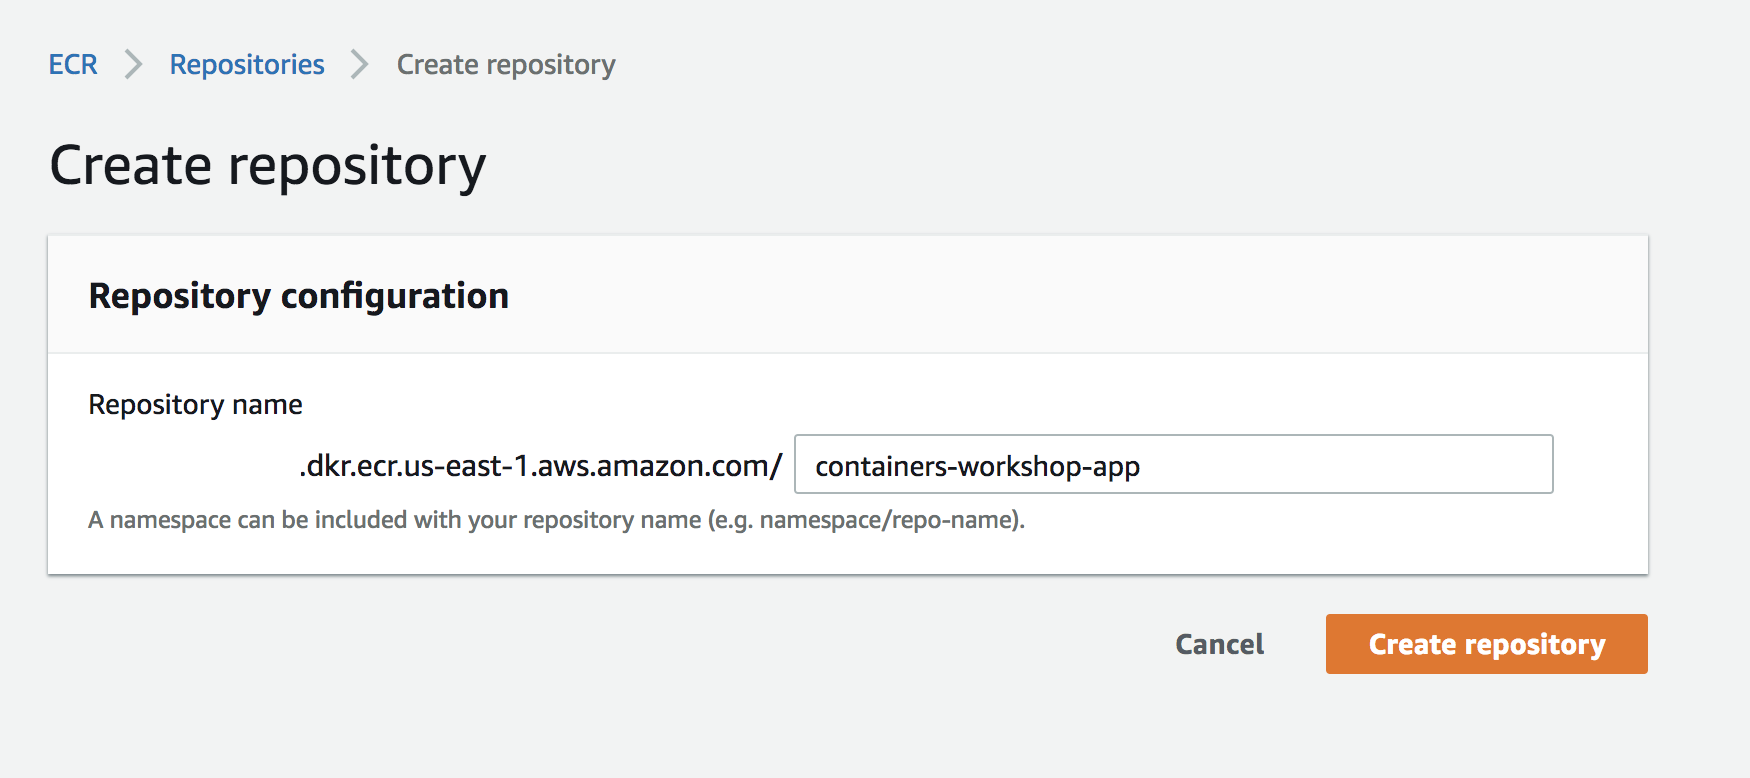 ECR > Repositories > Create repository
Create repository
Repository configuration
Repository name
.dkr.ecr.us-east-1.aws.amazon.com/ containers-workshop-app
A namespace can be included with your repository name (e.g. namespace/repo-name).
Cancel Create repository